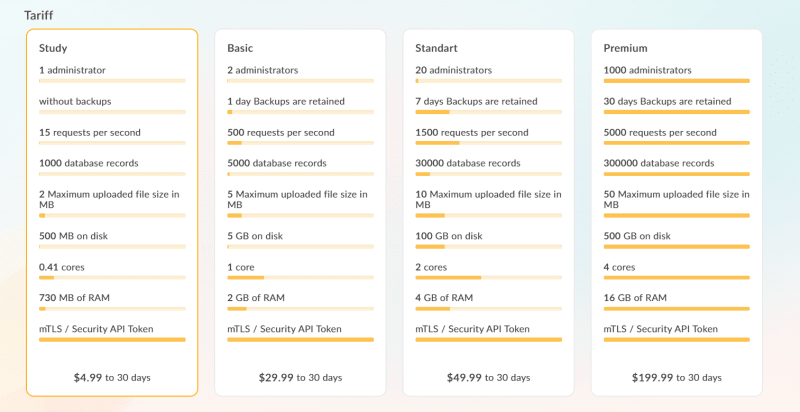 Tariff
Study
1 administrator
without backups
15 requests per second
1000 database records
2 Maximum uploaded file size in
MB
500 MB on disk
0.41 cores
730 MB of RAM
mTLS / Security API Token
$4.99 to 30 days
Basic
2 administrators
1 day Backups are retained
500 requests per second
5000 database records
5 Maximum uploaded file size in
MB
5 GB on disk
1 core
2 GB of RAM
mTLS / Security API Token
$29.99 to 30 days
Standart
20 administrators
7 days Backups are retained
1500 requests per second
30000 database records
10 Maximum uploaded file size in
MB
100 GB on disk
2 cores
4 GB of RAM
mTLS / Security API Token
$49.99 to 30 days
Premium
1000 administrators
30 days Backups are retained
5000 requests per second
300000 database records
50 Maximum uploaded file size in
MB
500 GB on disk
4 cores
16 GB of RAM
mTLS / Security API Token
$199.99 to 30 days